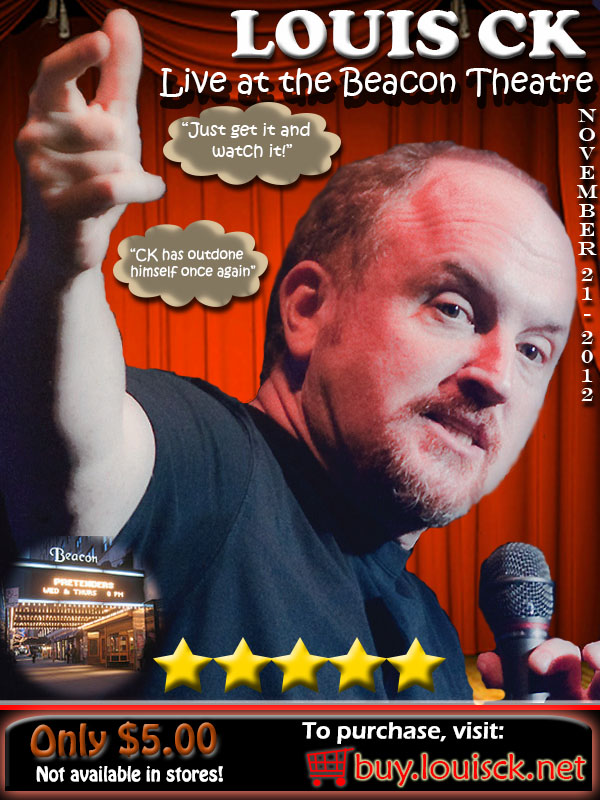 LOUIS CK
Live at the Beacon Theatre
NOVEMBER 21 - 2012
“Just get it and
watch it!”
“CK has outdone
himself once again”
Beacon
PRETENDERS
WED & THURS 8 PM
Only $5.00
Not available in stores!
To purchase, visit:
buy.louisck.net